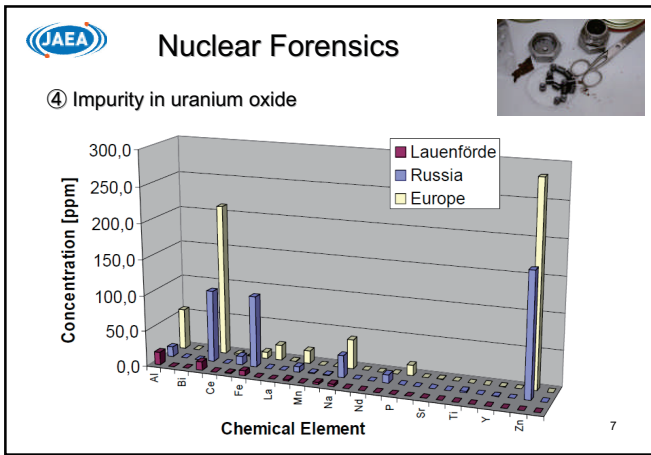 JAEA
Nuclear Forensics
④ Impurity in uranium oxide
Lauenförde
Russia
Europe
300,0
250,0
200,0
150,0
100,0
50,0
0,0
Concentration [ppm]
Al
Bi
Ce
Fe
La
Mn
Na
Nd
P
Sr
Ti
Y
Zn
Chemical Element
7